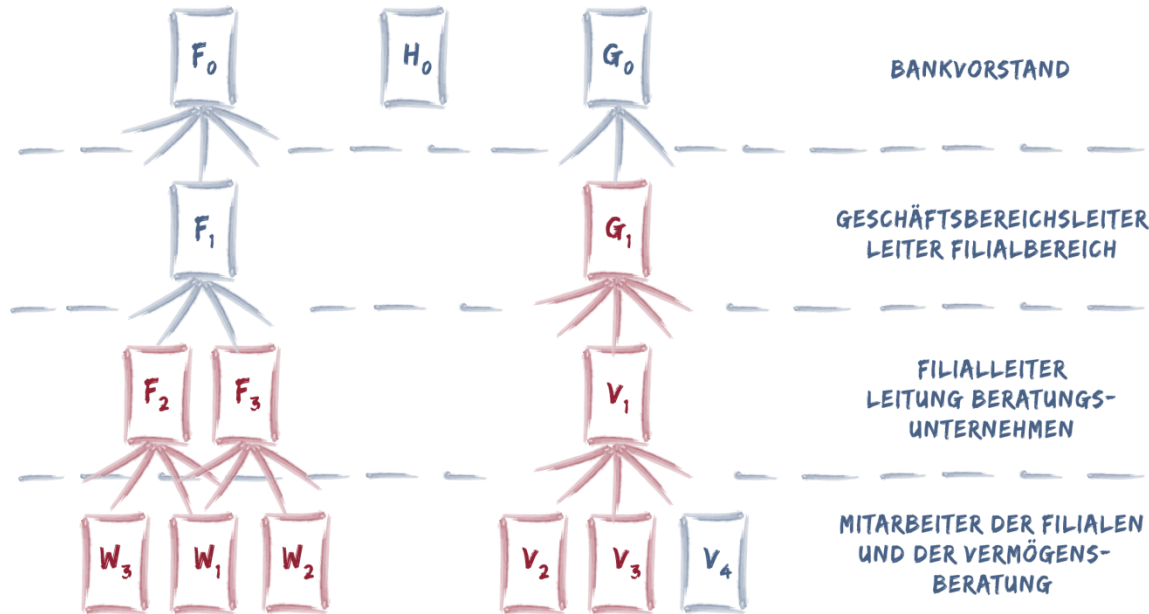 F₀ H₀ G₀
BANKVORSTAND
F₁ G₁
GESCHÄFTSBEREICHSLEITER
LEITER FILIALBEREICH
F₂ F₃ V₁
FILIALLEITER
LEITUNG BERATUNGS-
UNTERNEHMEN
W₃ W₁ W₂ V₂ V₃ V₄
MITARBEITER DER FILIALEN
UND DER VERMÖGENS-
BERATUNG